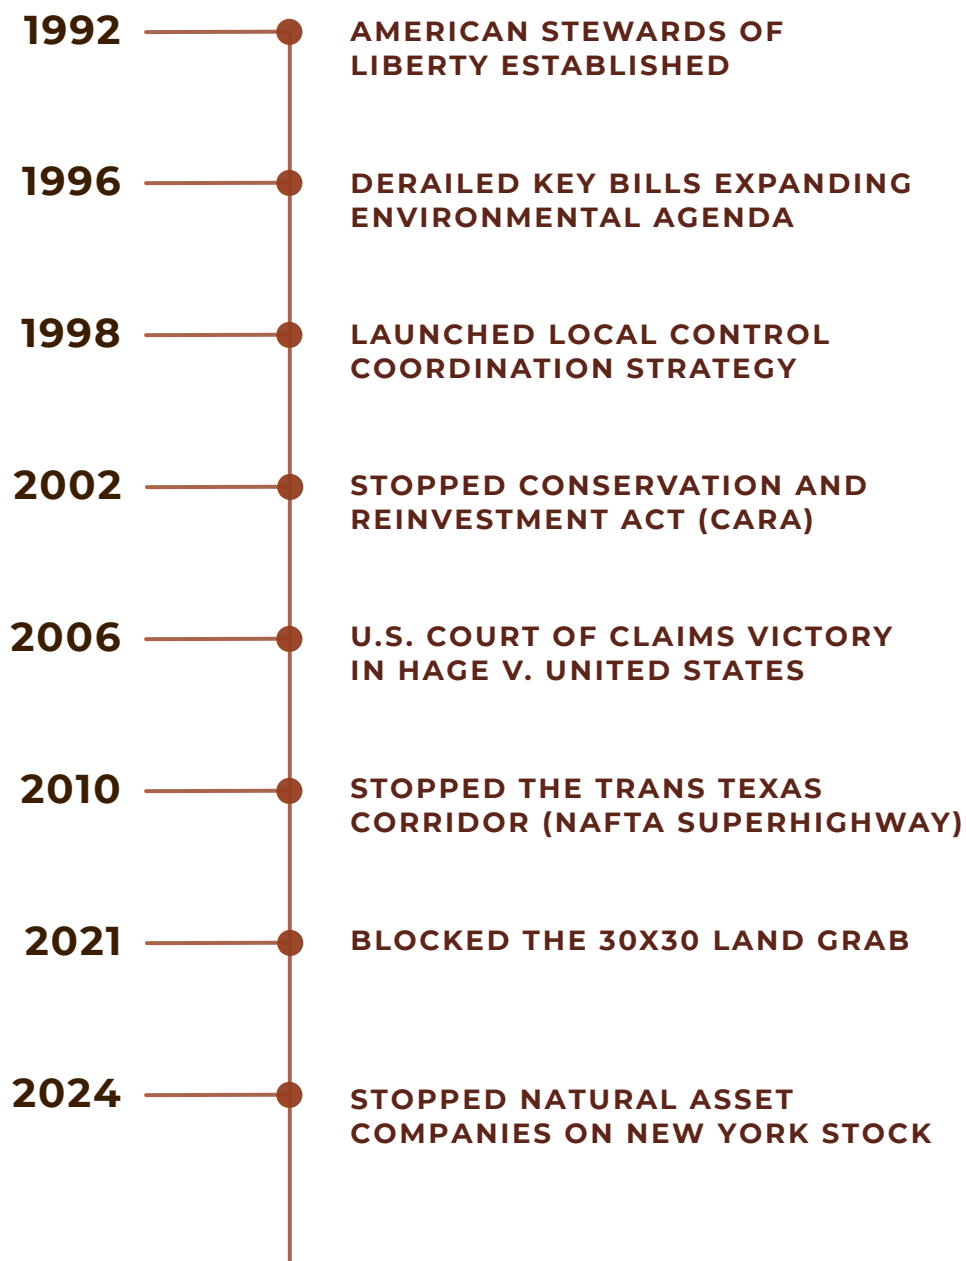 1992
AMERICAN STEWARDS OF
LIBERTY ESTABLISHED
1996
DERAILED KEY BILLS EXPANDING
ENVIRONMENTAL AGENDA
1998
LAUNCHED LOCAL CONTROL
COORDINATION STRATEGY
2002
STOPPED CONSERVATION AND
REINVESTMENT ACT (CARA)
2006
U.S. COURT OF CLAIMS VICTORY
IN HAGE V. UNITED STATES
2010
STOPPED THE TRANS TEXAS
CORRIDOR (NAFTA SUPERHIGHWAY)
2021
BLOCKED THE 30X30 LAND GRAB
2024
STOPPED NATURAL ASSET
COMPANIES ON NEW YORK STOCK